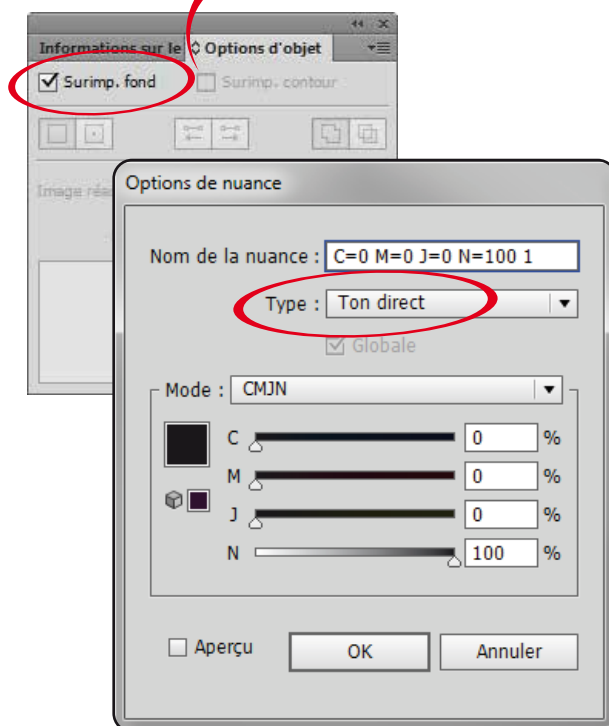 Informations sur le Options d'objet
Surimp. fond Surimp. contour
Options de nuance
Nom de la nuance : C=0 M=0 J=0 N=100 1
Type : Ton direct
Globale
Mode : CMJN
C 0 %
M 0 %
J 0 %
N 100 %
Aperçu OK Annuler